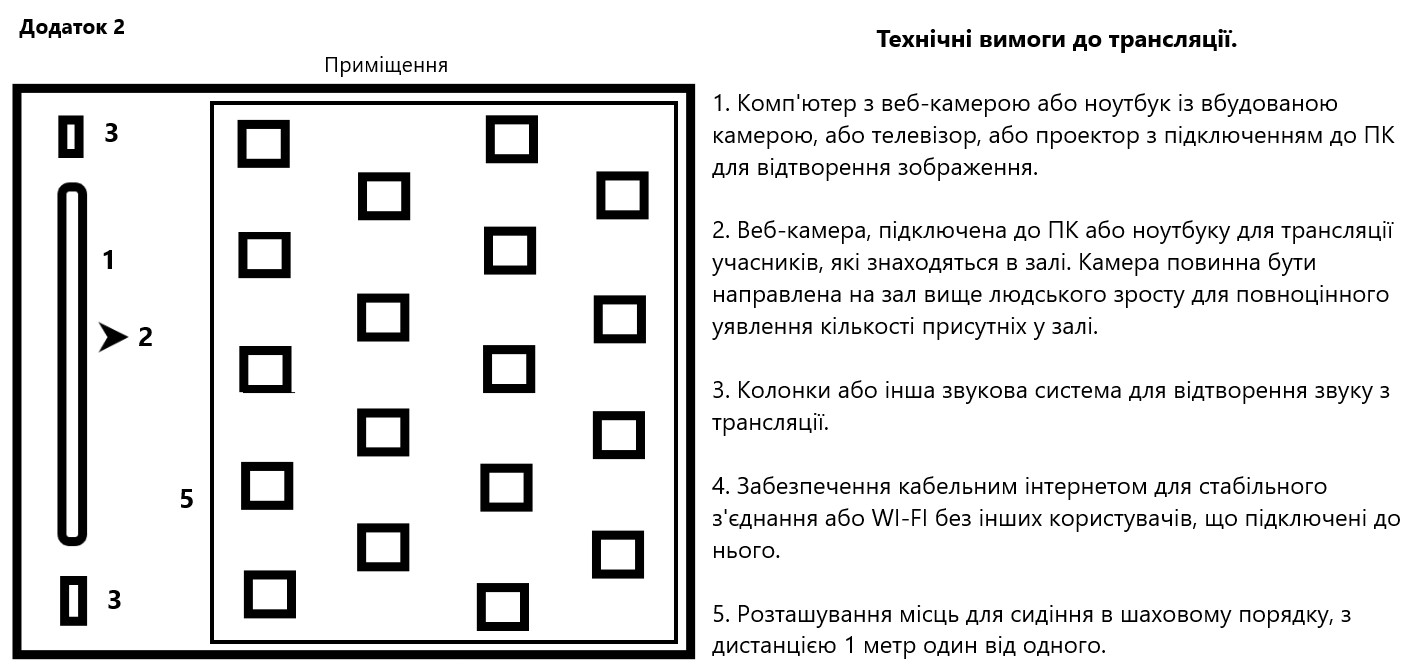 Додаток 2
Приміщення
3
1
2
5
3
Технічні вимоги до трансляції.
1. Комп'ютер з веб-камерою або ноутбук із вбудованою
камерою, або телевізор, або проектор з підключенням до ПК
для відтворення зображення.
2. Веб-камера, підключена до ПК або ноутбуку для трансляції
учасників, які знаходяться в залі. Камера повинна бути
направлена на зал вище людського зросту для повноцінного
уявлення кількості присутніх у залі.
3. Колонки або інша звукова система для відтворення звуку з
трансляції.
4. Забезпечення кабельним інтернетом для стабільного
з'єднання або WI-FI без інших користувачів, що підключені до
нього.
5. Розташування місць для сидіння в шаховому порядку, з
дистанцією 1 метр один від одного.